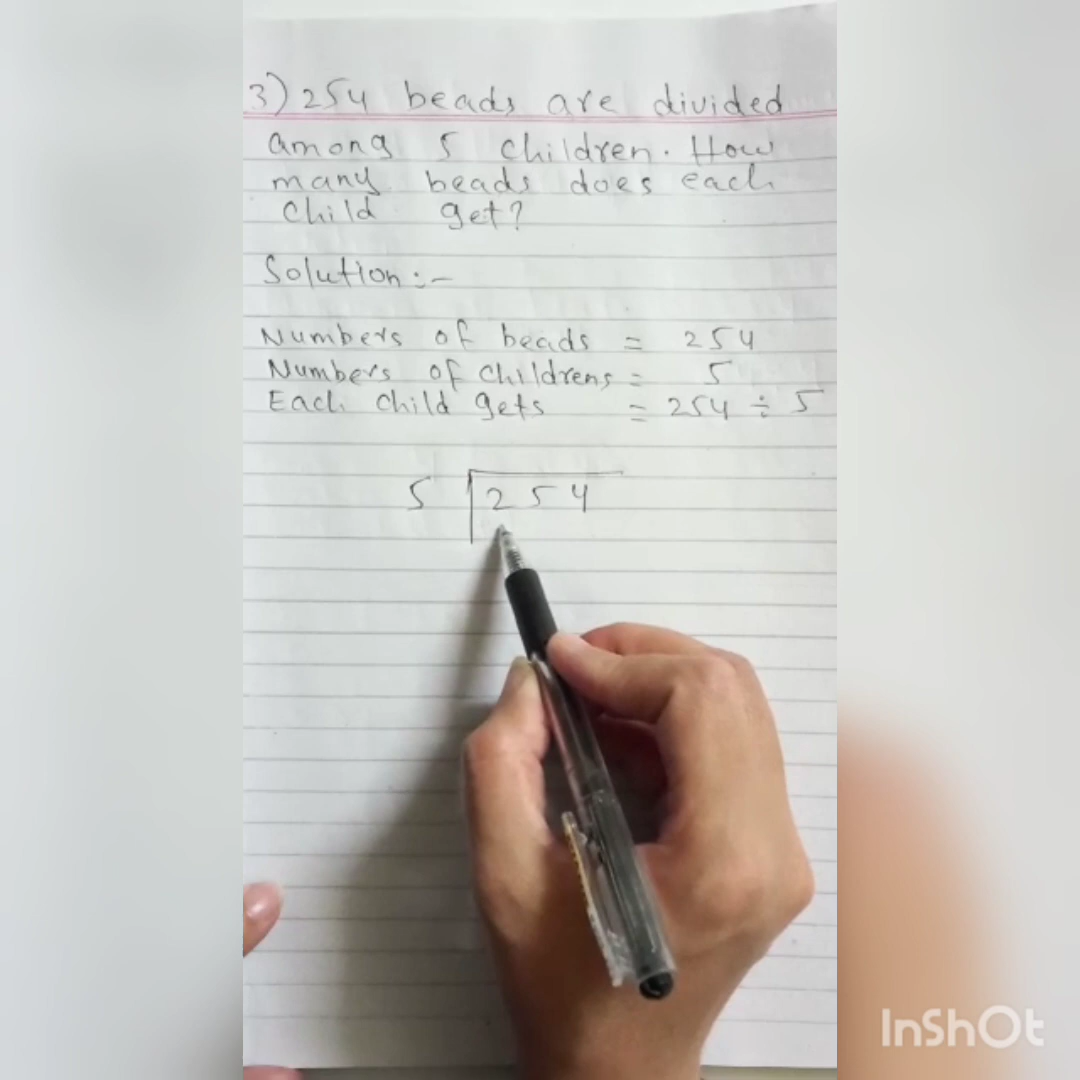 3) 254 beads are divided
among 5 children. How
many beads does each
child get?
Solution :-
Numbers of beads = 254
Numbers of childrens = 5
Each child gets = 254 ÷ 5
5 254
InShOt